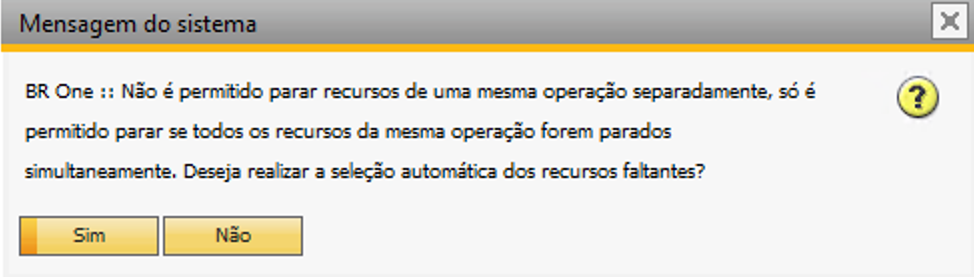 Mensagem do sistema
BR One :: Não é permitido parar recursos de uma mesma operação separadamente, só é
permitido parar se todos os recursos da mesma operação forem parados
simultaneamente. Deseja realizar a seleção automática dos recursos faltantes?
?
Sim
Não